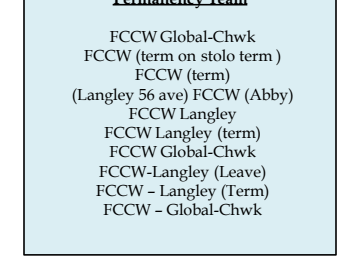 Permanency Team
FCCW Global-Chwk
FCCW (term on stolo term )
FCCW (term)
(Langley 56 ave) FCCW (Abby)
FCCW Langley
FCCW Langley (term)
FCCW Global-Chwk
FCCW-Langley (Leave)
FCCW – Langley (Term)
FCCW – Global-Chwk